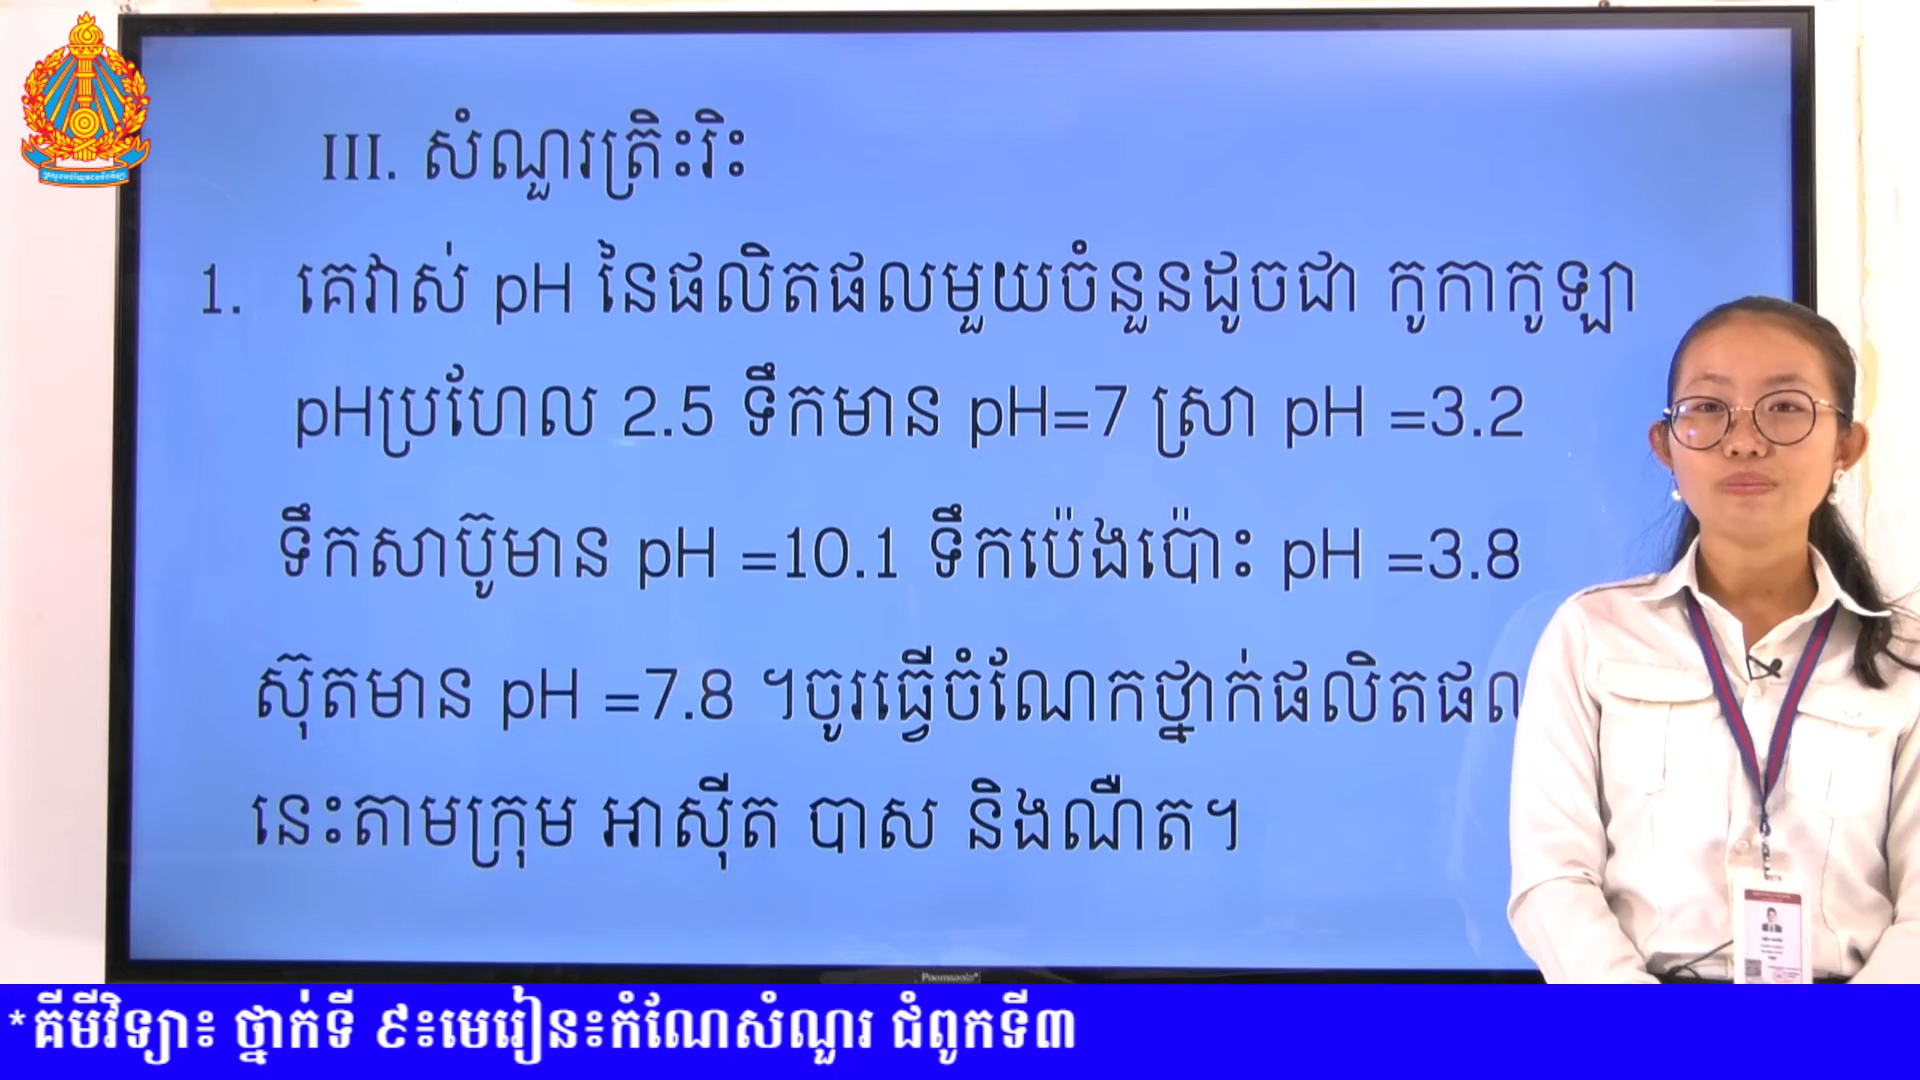 III. សំណួរត្រិះរិះ
1. គេវាស់ pH នៃផលិតផលមួយចំនួនដូចជា កូកាកូឡា
pHប្រហែល 2.5 ទឹកមាន pH=7 ស្រា pH =3.2
ទឹកសាប៊ូមាន pH =10.1 ទឹកប៉េងប៉ោះ pH =3.8
ស៊ុតមាន pH =7.8 ។ចូរធ្វើចំណែកថ្នាក់ផលិតផល
នេះតាមក្រុម អាស៊ីត បាស និងណឺត។
*គីមីវិទ្យា៖ ថ្នាក់ទី ៩៖មេរៀន៖កំណែសំណួរ ជំពូកទី៣